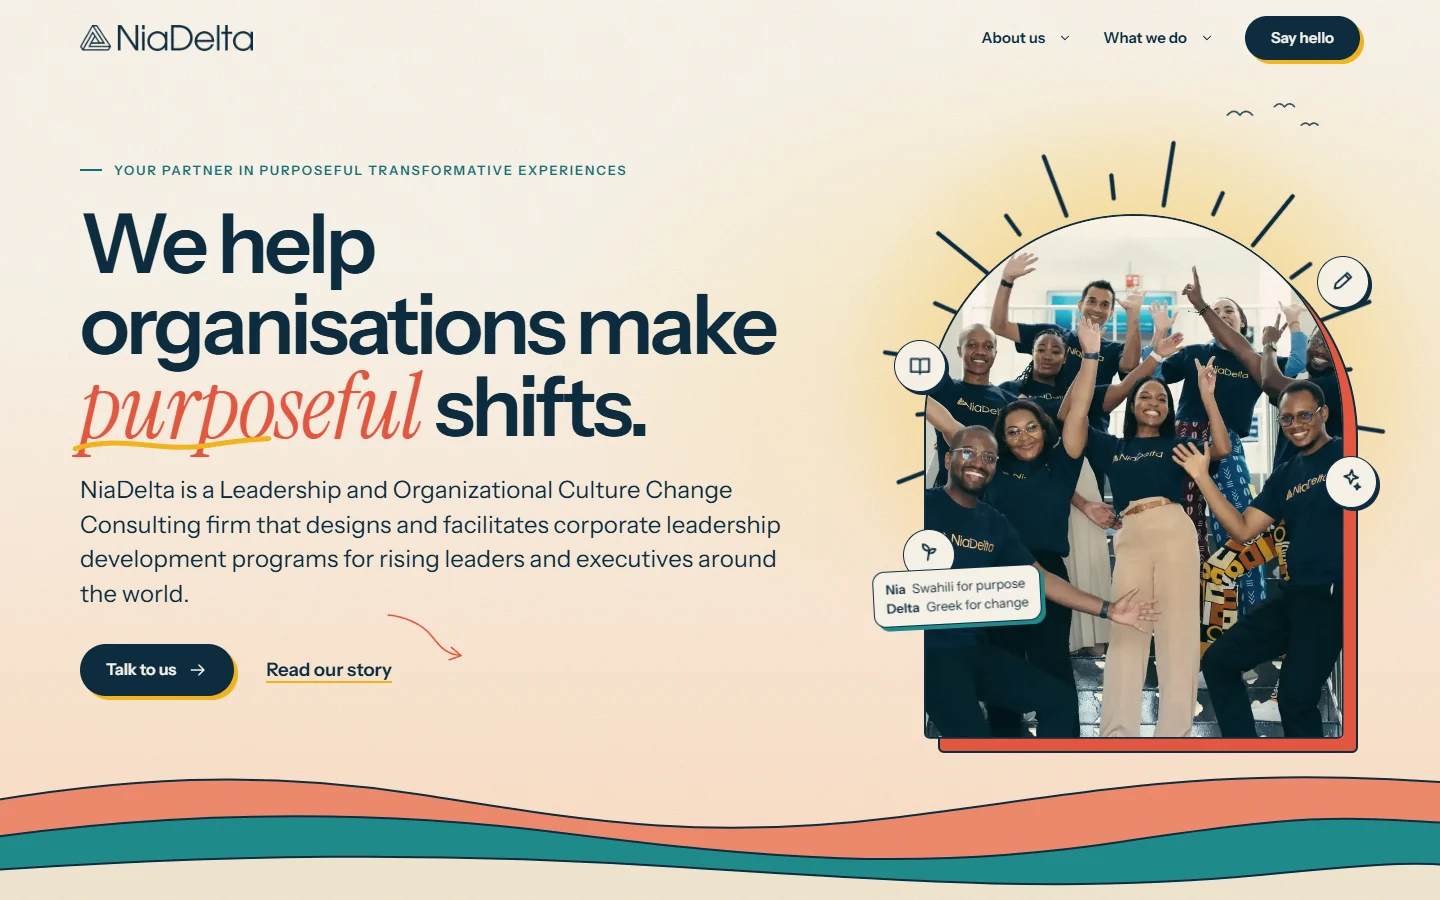 NiaDelta
About us
What we do
Say hello
YOUR PARTNER IN PURPOSEFUL TRANSFORMATIVE EXPERIENCES
We help
organisations make
purposeful shifts.
NiaDelta is a Leadership and Organizational Culture Change
Consulting firm that designs and facilitates corporate leadership
development programs for rising leaders and executives around
the world.
Talk to us
Read our story
NiaDelta
NiaDelta
NiaDelta
Nia Swahili for purpose
Delta Greek for change